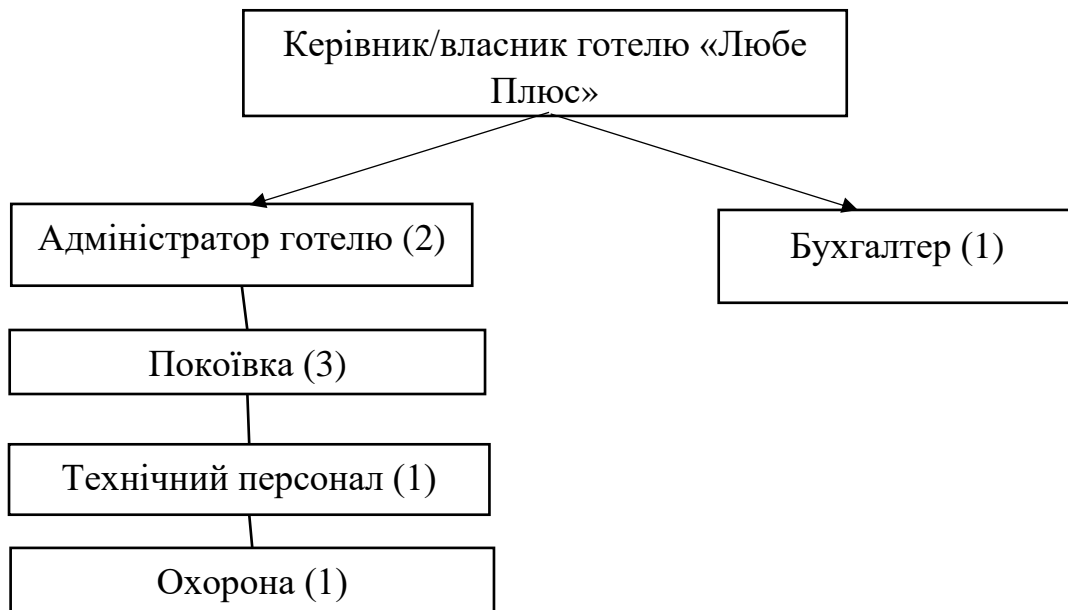 Керівник/власник готелю «Любе
Плюс»
Адміністратор готелю (2)
Бухгалтер (1)
Покоївка (3)
Технічний персонал (1)
Охорона (1)